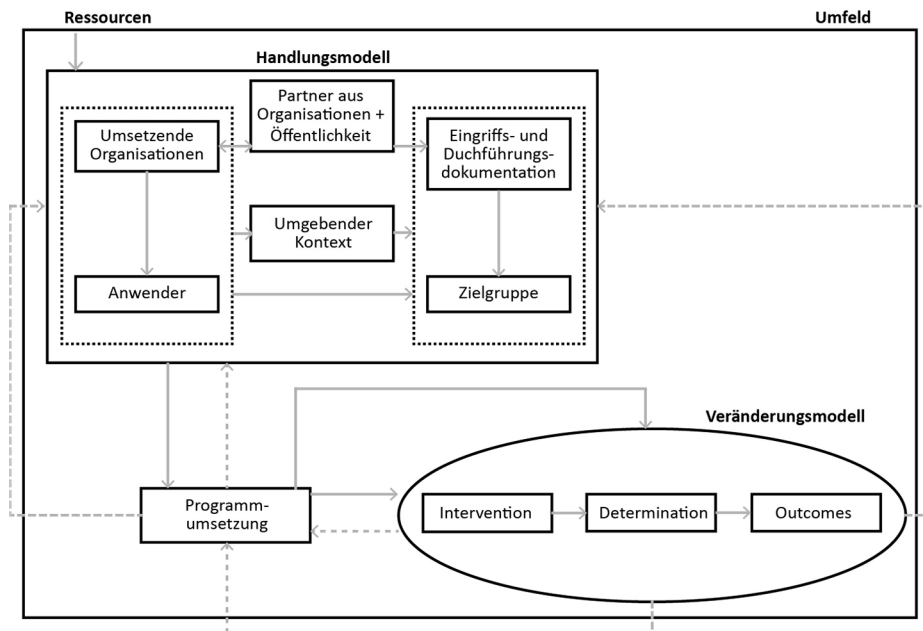 Ressourcen
Umfeld
Handlungsmodell
Partner aus
Organisationen +
Öffentlichkeit
Umsetzende
Organisationen
Eingriffs- und
Duchführungs-
dokumentation
Umgebender
Kontext
Anwender
Zielgruppe
Veränderungsmodell
Programm-
umsetzung
Intervention
Determination
Outcomes